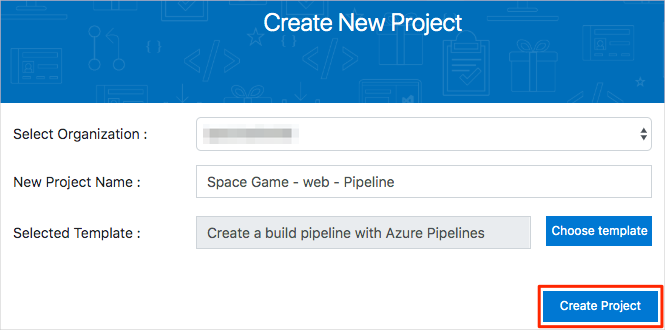 Create New Project
Select Organization :
New Project Name : Space Game - web - Pipeline
Selected Template : Create a build pipeline with Azure Pipelines Choose template
Create Project